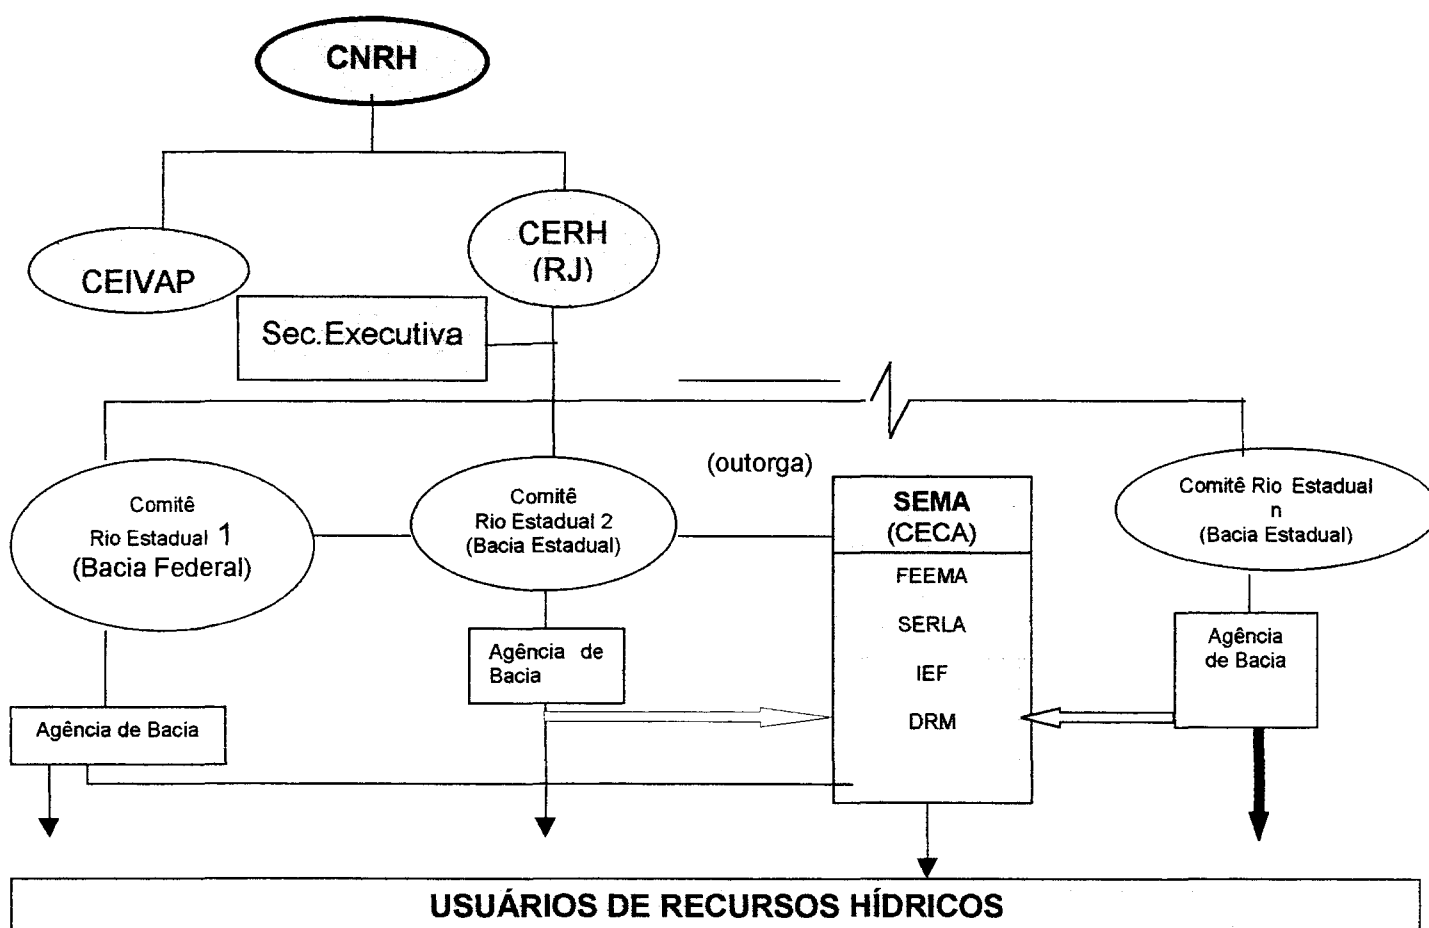 CNRH
CEIVAP
CERH
(RJ)
Sec.Executiva
(outorga)
Comitê
Rio Estadual 1
(Bacia Federal)
Comitê
Rio Estadual 2
(Bacia Estadual)
SEMA
(CECA)
FEEMA
SERLA
IEF
DRM
Comitê Rio Estadual
n
(Bacia Estadual)
Agência de Bacia
Agência de
Bacia
Agência
de Bacia
USUÁRIOS DE RECURSOS HÍDRICOS